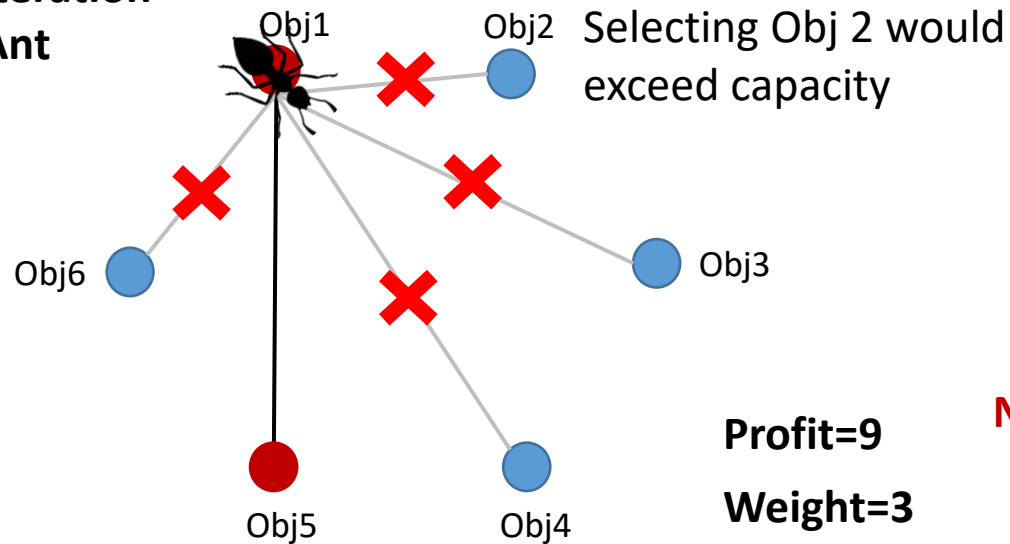 Ant
Obj1
Obj2
Selecting Obj 2 would
exceed capacity
Obj6
Obj3
Profit=9
Weight=3
Obj5
Obj4